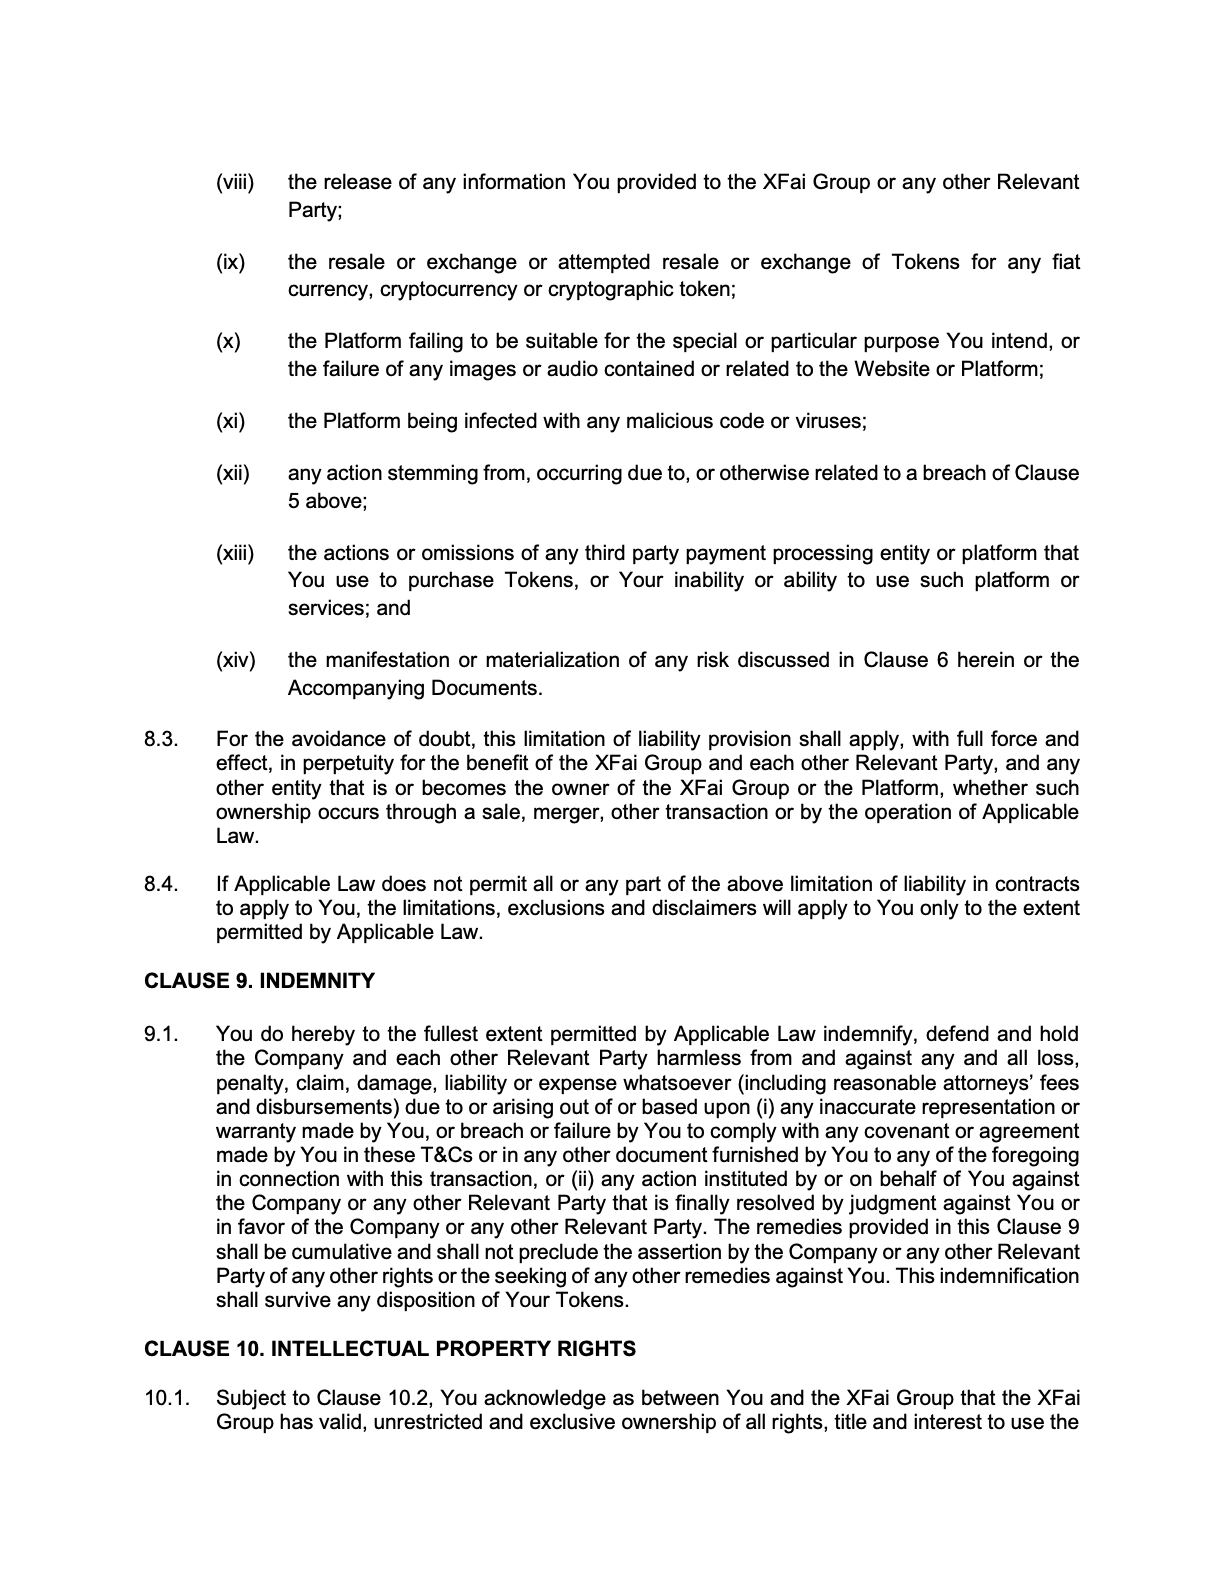 (viii) the release of any information You provided to the XFai Group or any other Relevant
Party;
(ix) the resale or exchange or attempted resale or exchange of Tokens for any fiat
currency, cryptocurrency or cryptographic token;
(x) the Platform failing to be suitable for the special or particular purpose You intend, or
the failure of any images or audio contained or related to the Website or Platform;
(xi) the Platform being infected with any malicious code or viruses;
(xii) any action stemming from, occurring due to, or otherwise related to a breach of Clause
5 above;
(xiii) the actions or omissions of any third party payment processing entity or platform that
You use to purchase Tokens, or Your inability or ability to use such platform or
services; and
(xiv) the manifestation or materialization of any risk discussed in Clause 6 herein or the
Accompanying Documents.
8.3. For the avoidance of doubt, this limitation of liability provision shall apply, with full force and
effect, in perpetuity for the benefit of the XFai Group and each other Relevant Party, and any
other entity that is or becomes the owner of the XFai Group or the Platform, whether such
ownership occurs through a sale, merger, other transaction or by the operation of Applicable
Law.
8.4. If Applicable Law does not permit all or any part of the above limitation of liability in contracts
to apply to You, the limitations, exclusions and disclaimers will apply to You only to the extent
permitted by Applicable Law.
CLAUSE 9. INDEMNITY
9.1. You do hereby to the fullest extent permitted by Applicable Law indemnify, defend and hold
the Company and each other Relevant Party harmless from and against any and all loss,
penalty, claim, damage, liability or expense whatsoever (including reasonable attorneys’ fees
and disbursements) due to or arising out of or based upon (i) any inaccurate representation or
warranty made by You, or breach or failure by You to comply with any covenant or agreement
made by You in these T&Cs or in any other document furnished by You to any of the foregoing
in connection with this transaction, or (ii) any action instituted by or on behalf of You against
the Company or any other Relevant Party that is finally resolved by judgment against You or
in favor of the Company or any other Relevant Party. The remedies provided in this Clause 9
shall be cumulative and shall not preclude the assertion by the Company or any other Relevant
Party of any other rights or the seeking of any other remedies against You. This indemnification
shall survive any disposition of Your Tokens.
CLAUSE 10. INTELLECTUAL PROPERTY RIGHTS
10.1. Subject to Clause 10.2, You acknowledge as between You and the XFai Group that the XFai
Group has valid, unrestricted and exclusive ownership of all rights, title and interest to use the